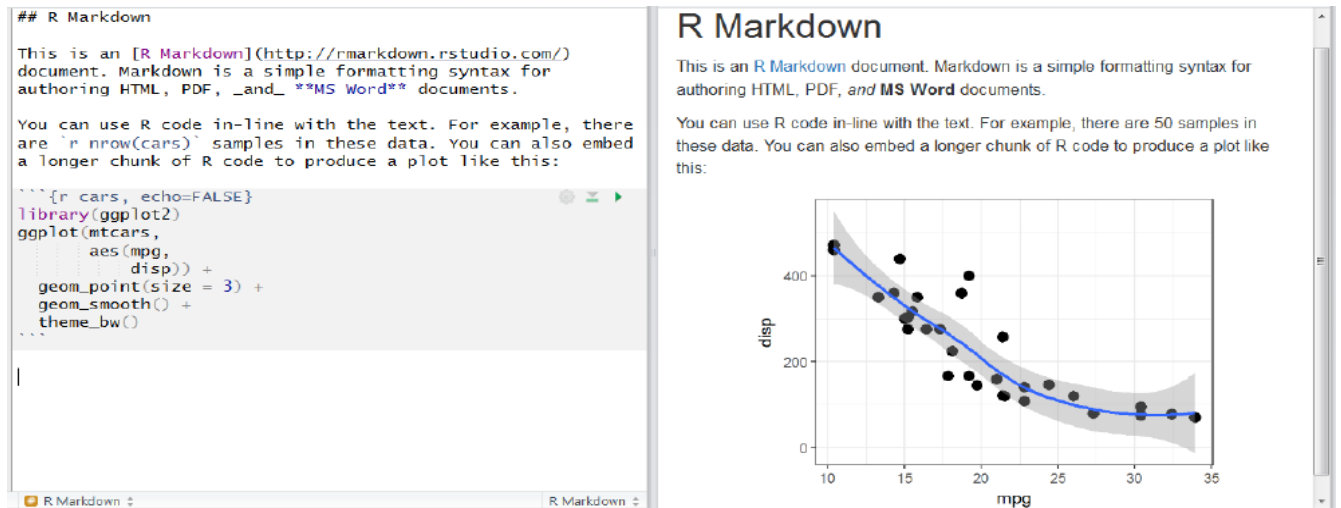 ## R Markdown
This is an [R Markdown](http://rmarkdown.rstudio.com/)
document. Markdown is a simple formatting syntax for
authoring HTML, PDF, _and_ **MS Word** documents.
You can use R code in-line with the text. For example, there
are `r nrow(cars)` samples in these data. You can also embed
a longer chunk of R code to produce a plot like this:
```{r cars, echo=FALSE}
library(ggplot2)
ggplot(mtcars,
       aes(mpg,
           disp)) +
  geom_point(size = 3) +
  geom_smooth() +
  theme_bw()
```
R Markdown
R Markdown
R Markdown
This is an R Markdown document. Markdown is a simple formatting syntax for
authoring HTML, PDF, and MS Word documents.
You can use R code in-line with the text. For example, there are 50 samples in
these data. You can also embed a longer chunk of R code to produce a plot like
this:
400
200
0
disp
10 15 20 25 30 35
mpg